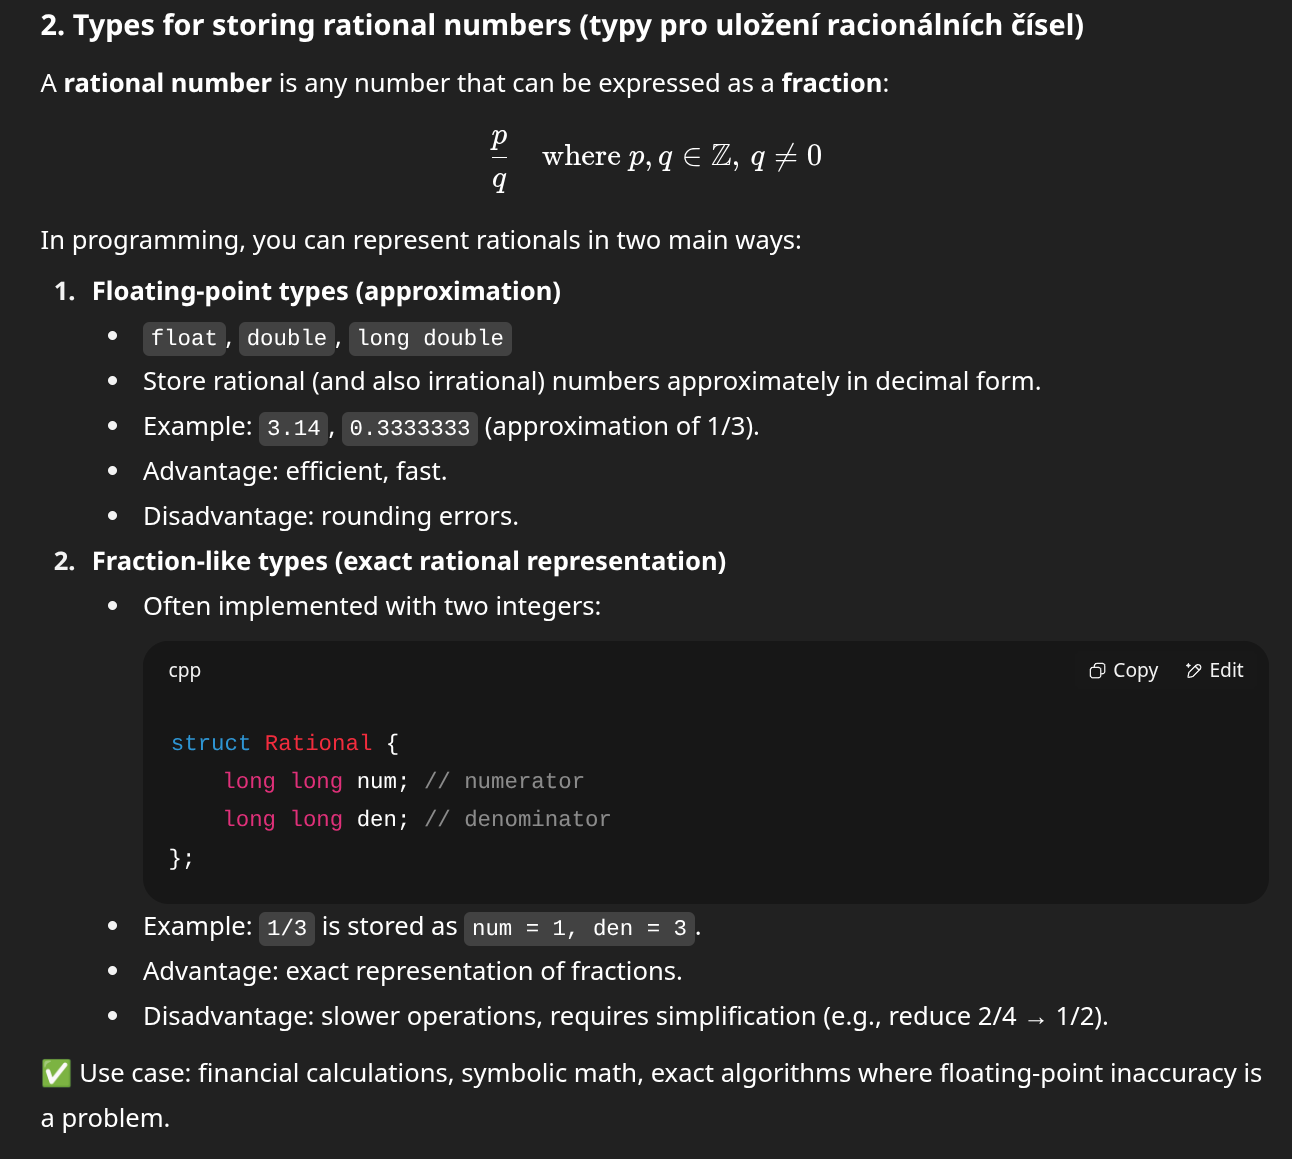 2. Types for storing rational numbers (typy pro uložení racionálních čísel)
A rational number is any number that can be expressed as a fraction:
p/q where p, q ∈ ℤ, q ≠ 0
In programming, you can represent rationals in two main ways:
1. Floating-point types (approximation)
• float, double, long double
• Store rational (and also irrational) numbers approximately in decimal form.
• Example: 3.14, 0.3333333 (approximation of 1/3).
• Advantage: efficient, fast.
• Disadvantage: rounding errors.
2. Fraction-like types (exact rational representation)
• Often implemented with two integers:
cpp Copy Edit
struct Rational {
    long long num; // numerator
    long long den; // denominator
};
• Example: 1/3 is stored as num = 1, den = 3.
• Advantage: exact representation of fractions.
• Disadvantage: slower operations, requires simplification (e.g., reduce 2/4 → 1/2).
✅ Use case: financial calculations, symbolic math, exact algorithms where floating-point inaccuracy is
a problem.